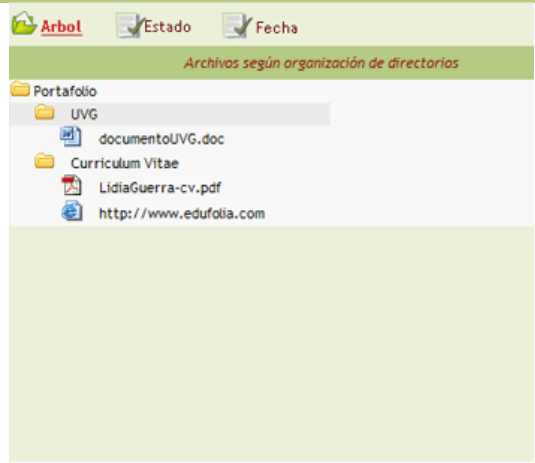 Arbol Estado Fecha
Archivos según organización de directorios
Portafolio
UVG
documentoUVG.doc
Curriculum Vitae
LidiaGuerra-cv.pdf
http://www.edufolia.com